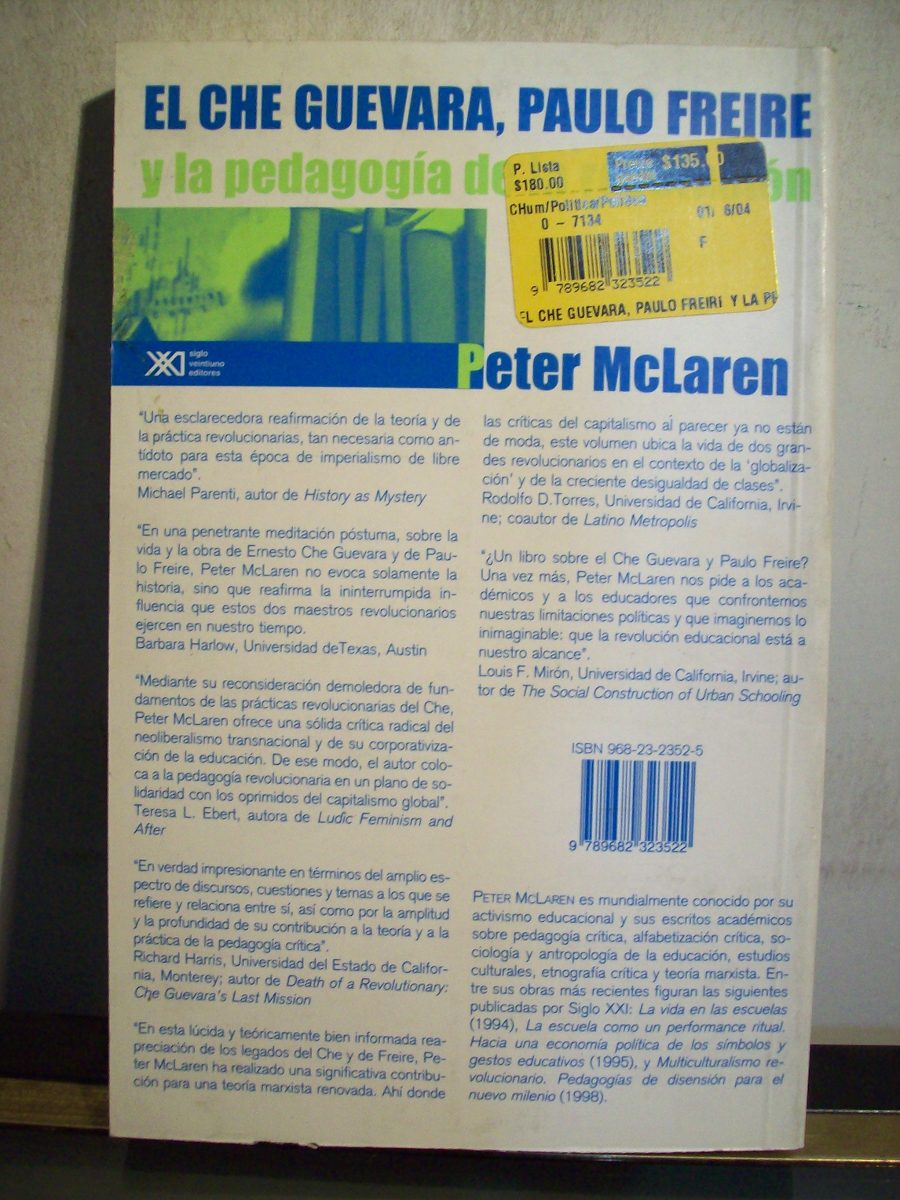 EL CHE GUEVARA, PAULO FREIRE
y la pedagogía de
ón
P. Lista
$180.00
$135.
CHum/Politica/
0 - 7134
01/ 6/04
F
9 789682 323522
EL CHE GUEVARA, PAULO FREIRE Y LA PE
siglo
veintiuno
editores
Peter McLaren
"Una esclarecedora reafirmación de la teoría y de
la práctica revolucionarias, tan necesaria como an-
tídoto para esta época de imperialismo de libre
mercado".
Michael Parenti, autor de History as Mystery
"En una penetrante meditación póstuma, sobre la
vida y la obra de Ernesto Che Guevara y de Pau-
lo Freire, Peter McLaren no evoca solamente la
historia, sino que reafirma la ininterrumpida in-
fluencia que estos dos maestros revolucionarios
ejercen en nuestro tiempo.
Barbara Harlow, Universidad deTexas, Austin
"Mediante su reconsideración demoledora de fun-
damentos de las prácticas revolucionarias del Che,
Peter McLaren ofrece una sólida crítica radical del
neoliberalismo transnacional y de su corporativiza-
ción de la educación. De ese modo, el autor colo-
ca a la pedagogía revolucionaria en un plano de so-
lidaridad con los oprimidos del capitalismo global".
Teresa L. Ebert, autora de Ludic Feminism and
After
"En verdad impresionante en términos del amplio es-
pectro de discursos, cuestiones y temas a los que se
refiere y relaciona entre sí, así como por la amplitud
y la profundidad de su contribución a la teoría y a la
práctica de la pedagogía crítica".
Richard Harris, Universidad del Estado de Califor-
nia, Monterey; autor de Death of a Revolutionary:
Che Guevara's Last Mission
"En esta lúcida y teóricamente bien informada rea-
preciación de los legados del Che y de Freire, Pe-
ter McLaren ha realizado una significativa contribu-
ción para una teoría marxista renovada. Ahí donde
las críticas del capitalismo al parecer ya no están
de moda, este volumen ubica la vida de dos gran-
des revolucionarios en el contexto de la 'globaliza-
ción' y de la creciente desigualdad de clases".
Rodolfo D.Torres, Universidad de California, Irvi-
ne; coautor de Latino Metropolis
"¿Un libro sobre el Che Guevara y Paulo Freire?
Una vez más, Peter McLaren nos pide a los aca-
démicos y a los educadores que confrontemos
nuestras limitaciones políticas y que imaginemos lo
inimaginable: que la revolución educacional está a
nuestro alcance".
Louis F. Mirón, Universidad de California, Irvine; au-
tor de The Social Construction of Urban Schooling
ISBN 968-23-2352-5
9 789682 323522
PETER MCLAREN es mundialmente conocido por su
activismo educacional y sus escritos académicos
sobre pedagogía crítica, alfabetización crítica, so-
ciología y antropología de la educación, estudios
culturales, etnografía crítica y teoría marxista. En-
tre sus obras más recientes figuran las siguientes
publicadas por Siglo XXI: La vida en las escuelas
(1994), La escuela como un performance ritual.
Hacia una economía política de los símbolos y
gestos educativos (1995), y Multiculturalismo re-
volucionario. Pedagogías de disensión para el
nuevo milenio (1998).